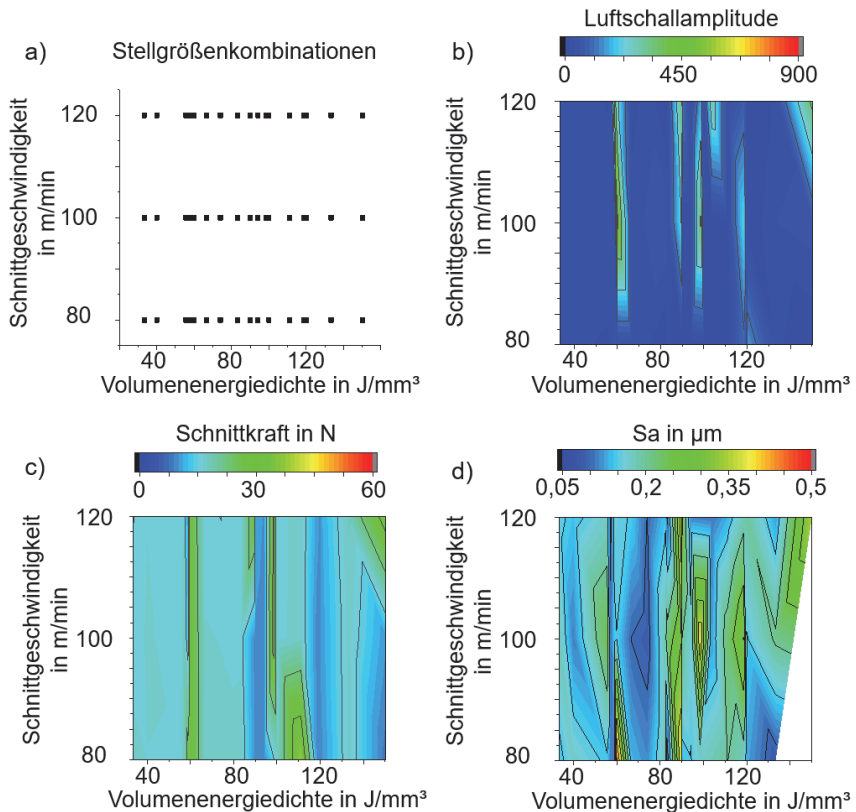 a)
Stellgrößenkombinationen
Schnittgeschwindigkeit
in m/min
120
100
80
40
80
120
Volumenenergiedichte in J/mm³
b)
Luftschallamplitude
0
450
900
Schnittgeschwindigkeit
in m/min
120
100
80
40
80
120
Volumenenergiedichte in J/mm³
c)
Schnittkraft in N
0
30
60
Schnittgeschwindigkeit
in m/min
120
100
80
40
80
120
Volumenenergiedichte in J/mm³
d)
Sa in µm
0,05
0,2
0,35
0,5
Schnittgeschwindigkeit
in m/min
120
100
80
40
80
120
Volumenenergiedichte in J/mm³